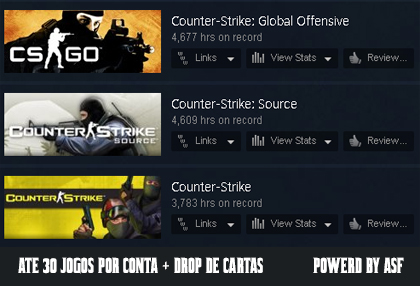 CS GO
Counter-Strike: Global Offensive
4,677 hrs on record
Links View Stats Review...
COUNTER STRIKE SOURCE
Counter-Strike: Source
4,609 hrs on record
Links View Stats Review...
COUNTER STRIKE
Counter-Strike
3,783 hrs on record
Links View Stats Review...
ATE 30 JOGOS POR CONTA + DROP DE CARTAS POWERD BY ASF